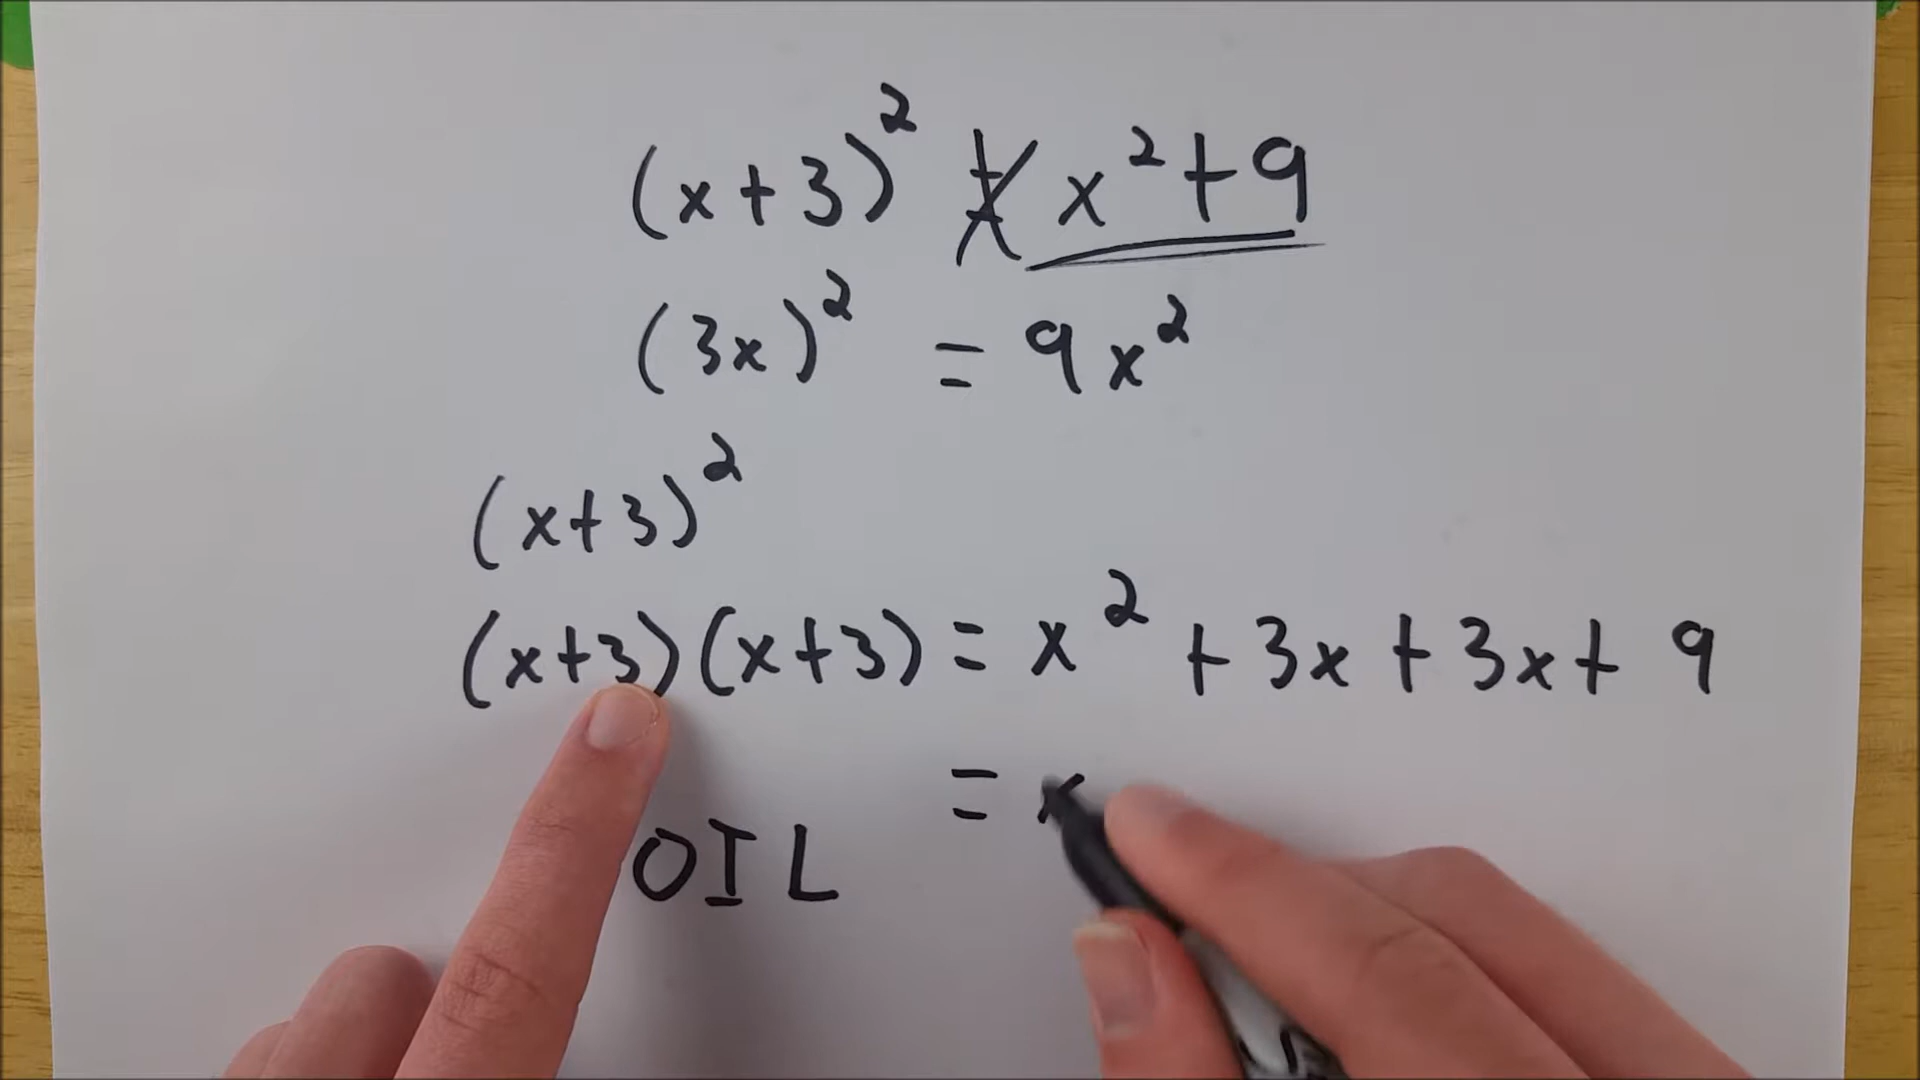 (x+3)² ≠ x²+9
(3x)² = 9x²
(x+3)²
(x+3)(x+3) = x² + 3x + 3x + 9
= x
OIL